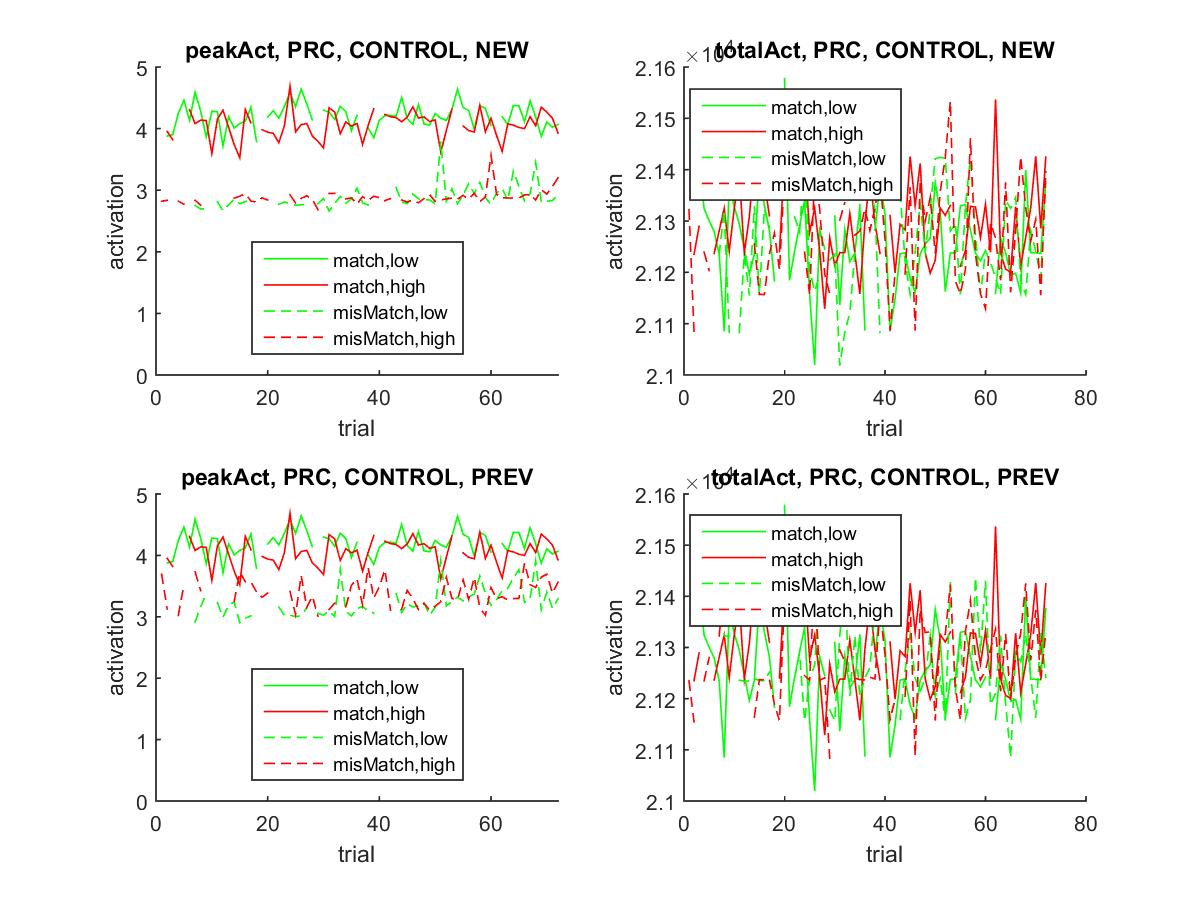 peakAct, PRC, CONTROL, NEW
5
4
3
2
1
0
activation
match,low
match,high
misMatch,low
misMatch,high
0 20 40 60
trial
×10⁴
totalAct, PRC, CONTROL, NEW
2.16
2.15
2.14
2.13
2.12
2.11
2.1
activation
match,low
match,high
misMatch,low
misMatch,high
0 20 40 60 80
trial
peakAct, PRC, CONTROL, PREV
5
4
3
2
1
0
activation
match,low
match,high
misMatch,low
misMatch,high
0 20 40 60
trial
×10⁴
totalAct, PRC, CONTROL, PREV
2.16
2.15
2.14
2.13
2.12
2.11
2.1
activation
match,low
match,high
misMatch,low
misMatch,high
0 20 40 60 80
trial